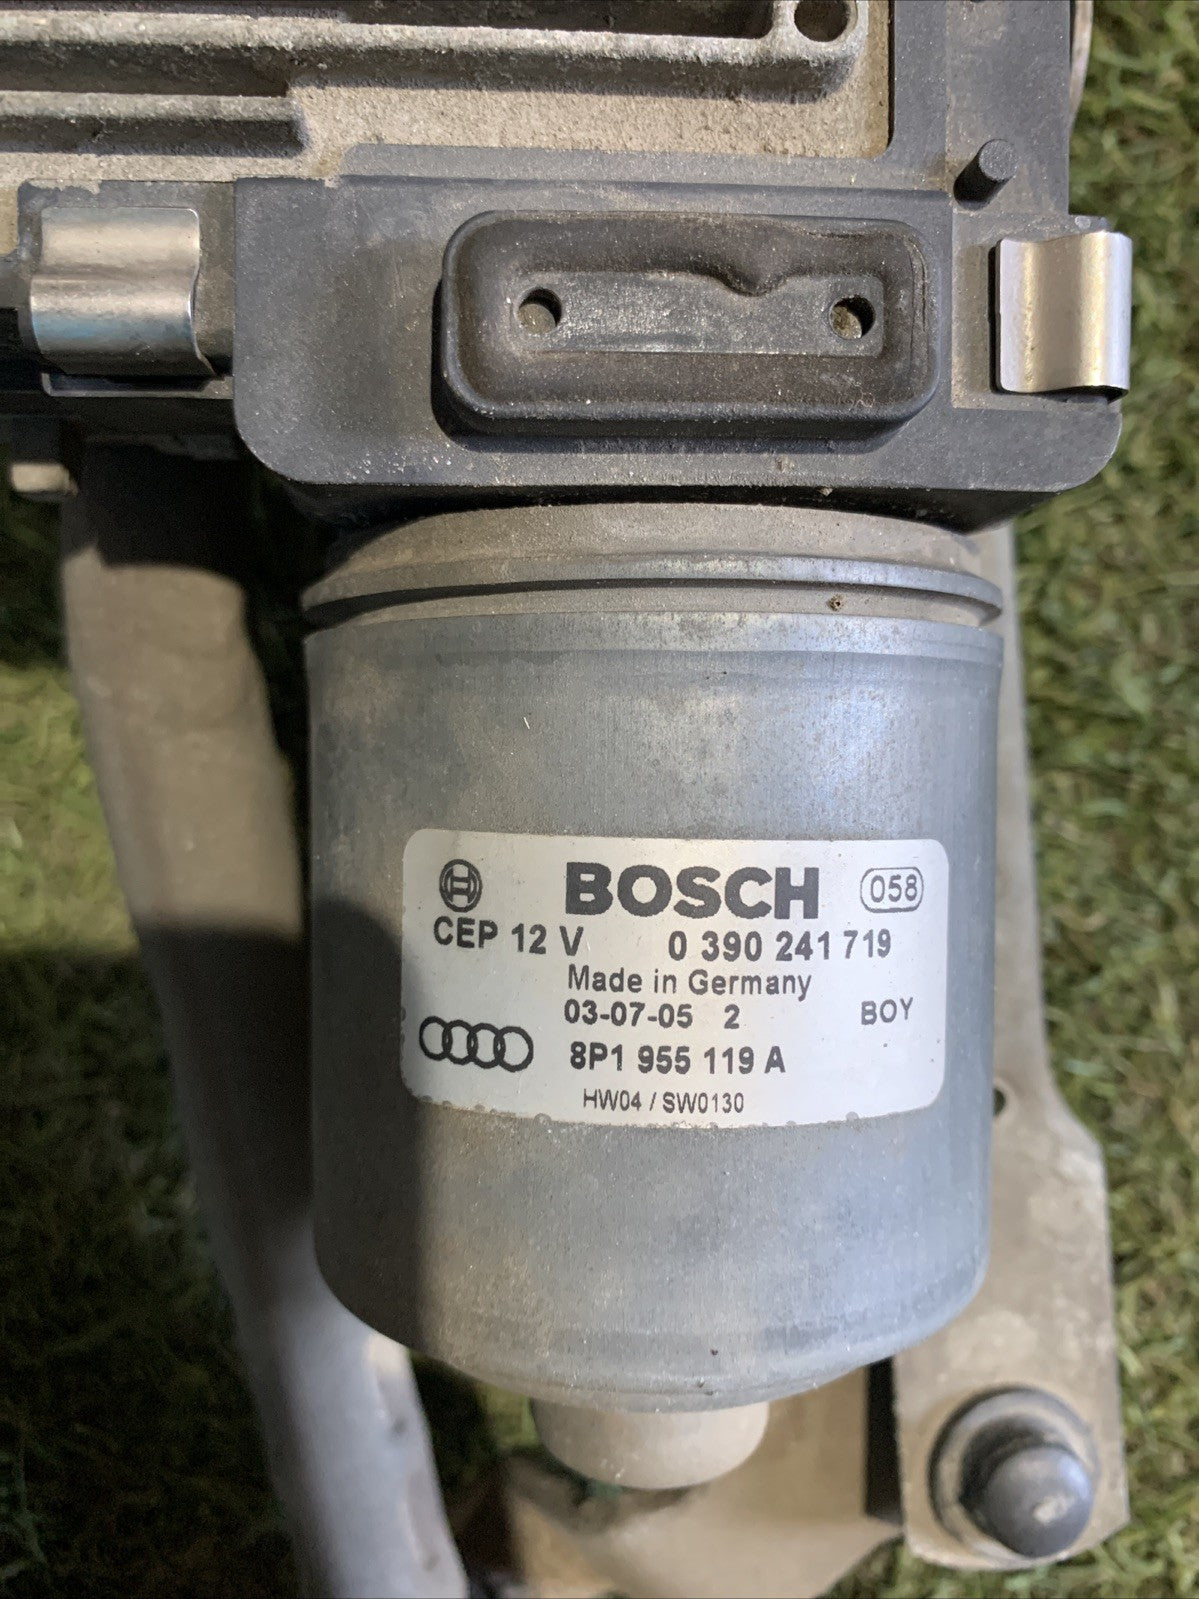 BOSCH 058
CEP 12 V 0 390 241 719
Made in Germany
03-07-05 2 BOY
8P1 955 119 A
HW04 / SW0130